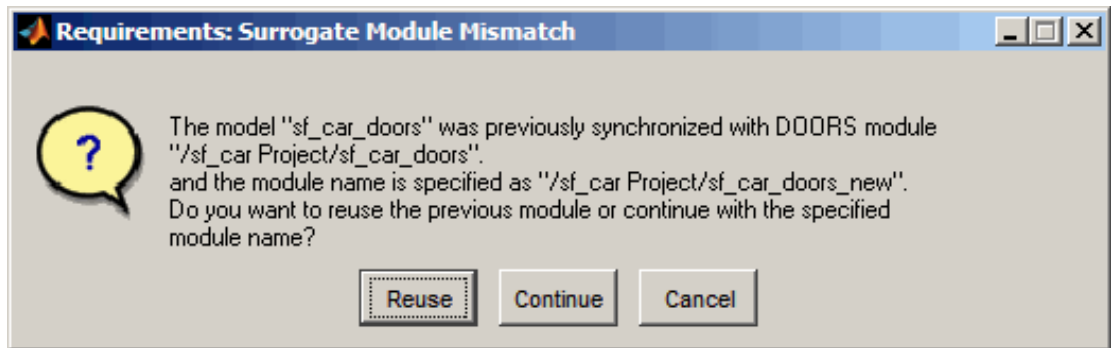 Requirements: Surrogate Module Mismatch
?
The model "sf_car_doors" was previously synchronized with DOORS module
"/sf_car Project/sf_car_doors".
and the module name is specified as "/sf_car Project/sf_car_doors_new".
Do you want to reuse the previous module or continue with the specified
module name?
Reuse Continue Cancel